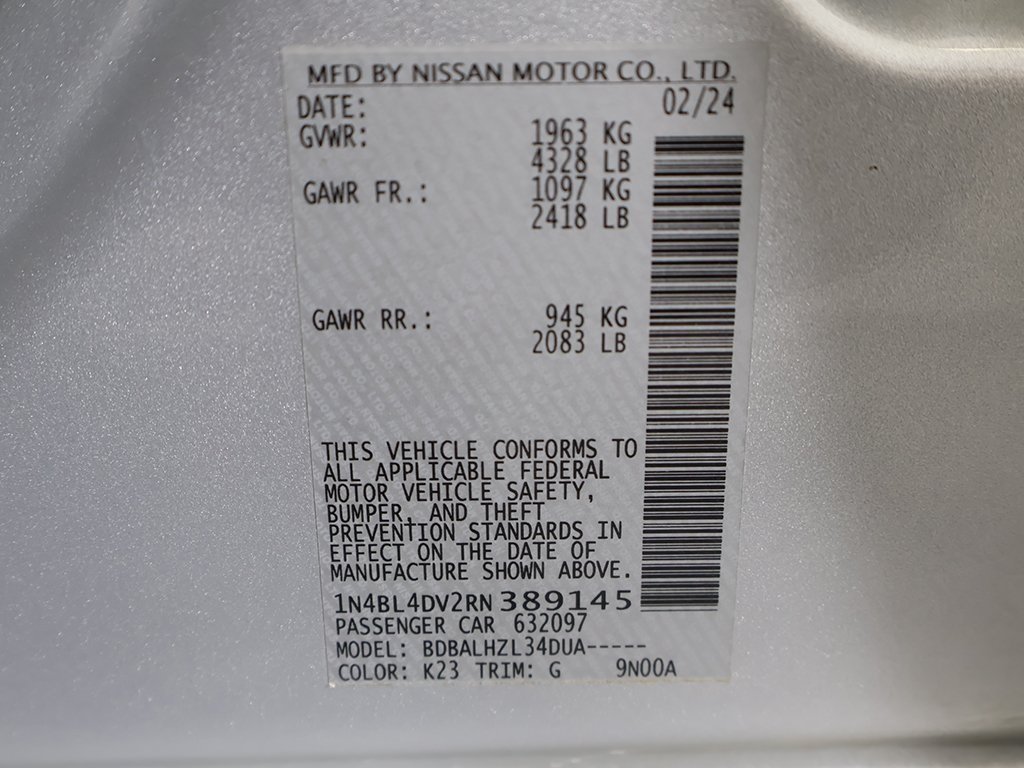 MFD BY NISSAN MOTOR CO., LTD.
DATE: 02/24
GVWR: 1963 KG
4328 LB
GAWR FR.: 1097 KG
2418 LB
GAWR RR.: 945 KG
2083 LB
THIS VEHICLE CONFORMS TO
ALL APPLICABLE FEDERAL
MOTOR VEHICLE SAFETY,
BUMPER, AND THEFT
PREVENTION STANDARDS IN
EFFECT ON THE DATE OF
MANUFACTURE SHOWN ABOVE.
1N4BL4DV2RN389145
PASSENGER CAR 632097
MODEL: BDBALHZL34DUA-----
COLOR: K23 TRIM: G 9N00A